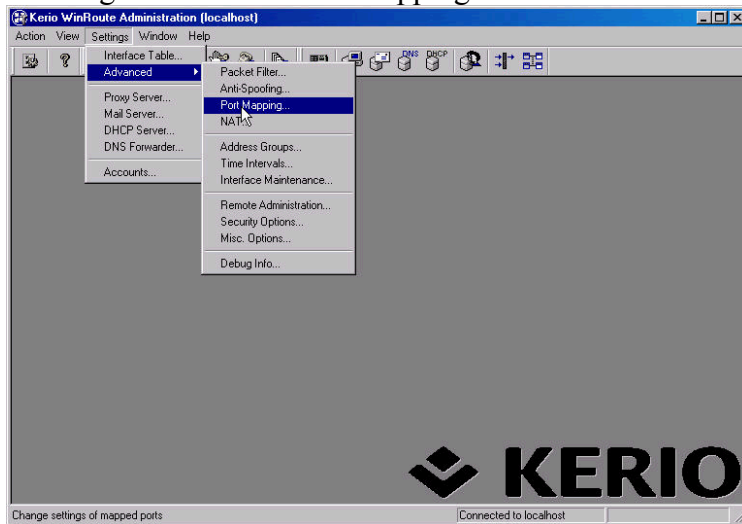 Kerio WinRoute Administration (localhost)
Action View Settings Window Help
Interface Table...
Advanced
Proxy Server...
Mail Server...
DHCP Server...
DNS Forwarder...
Accounts...
DNS DHCP
Packet Filter...
Anti-Spoofing...
Port Mapping...
NAT...
Address Groups...
Time Intervals...
Interface Maintenance...
Remote Administration...
Security Options...
Misc. Options...
Debug Info...
KERIO
Change settings of mapped ports
Connected to localhost